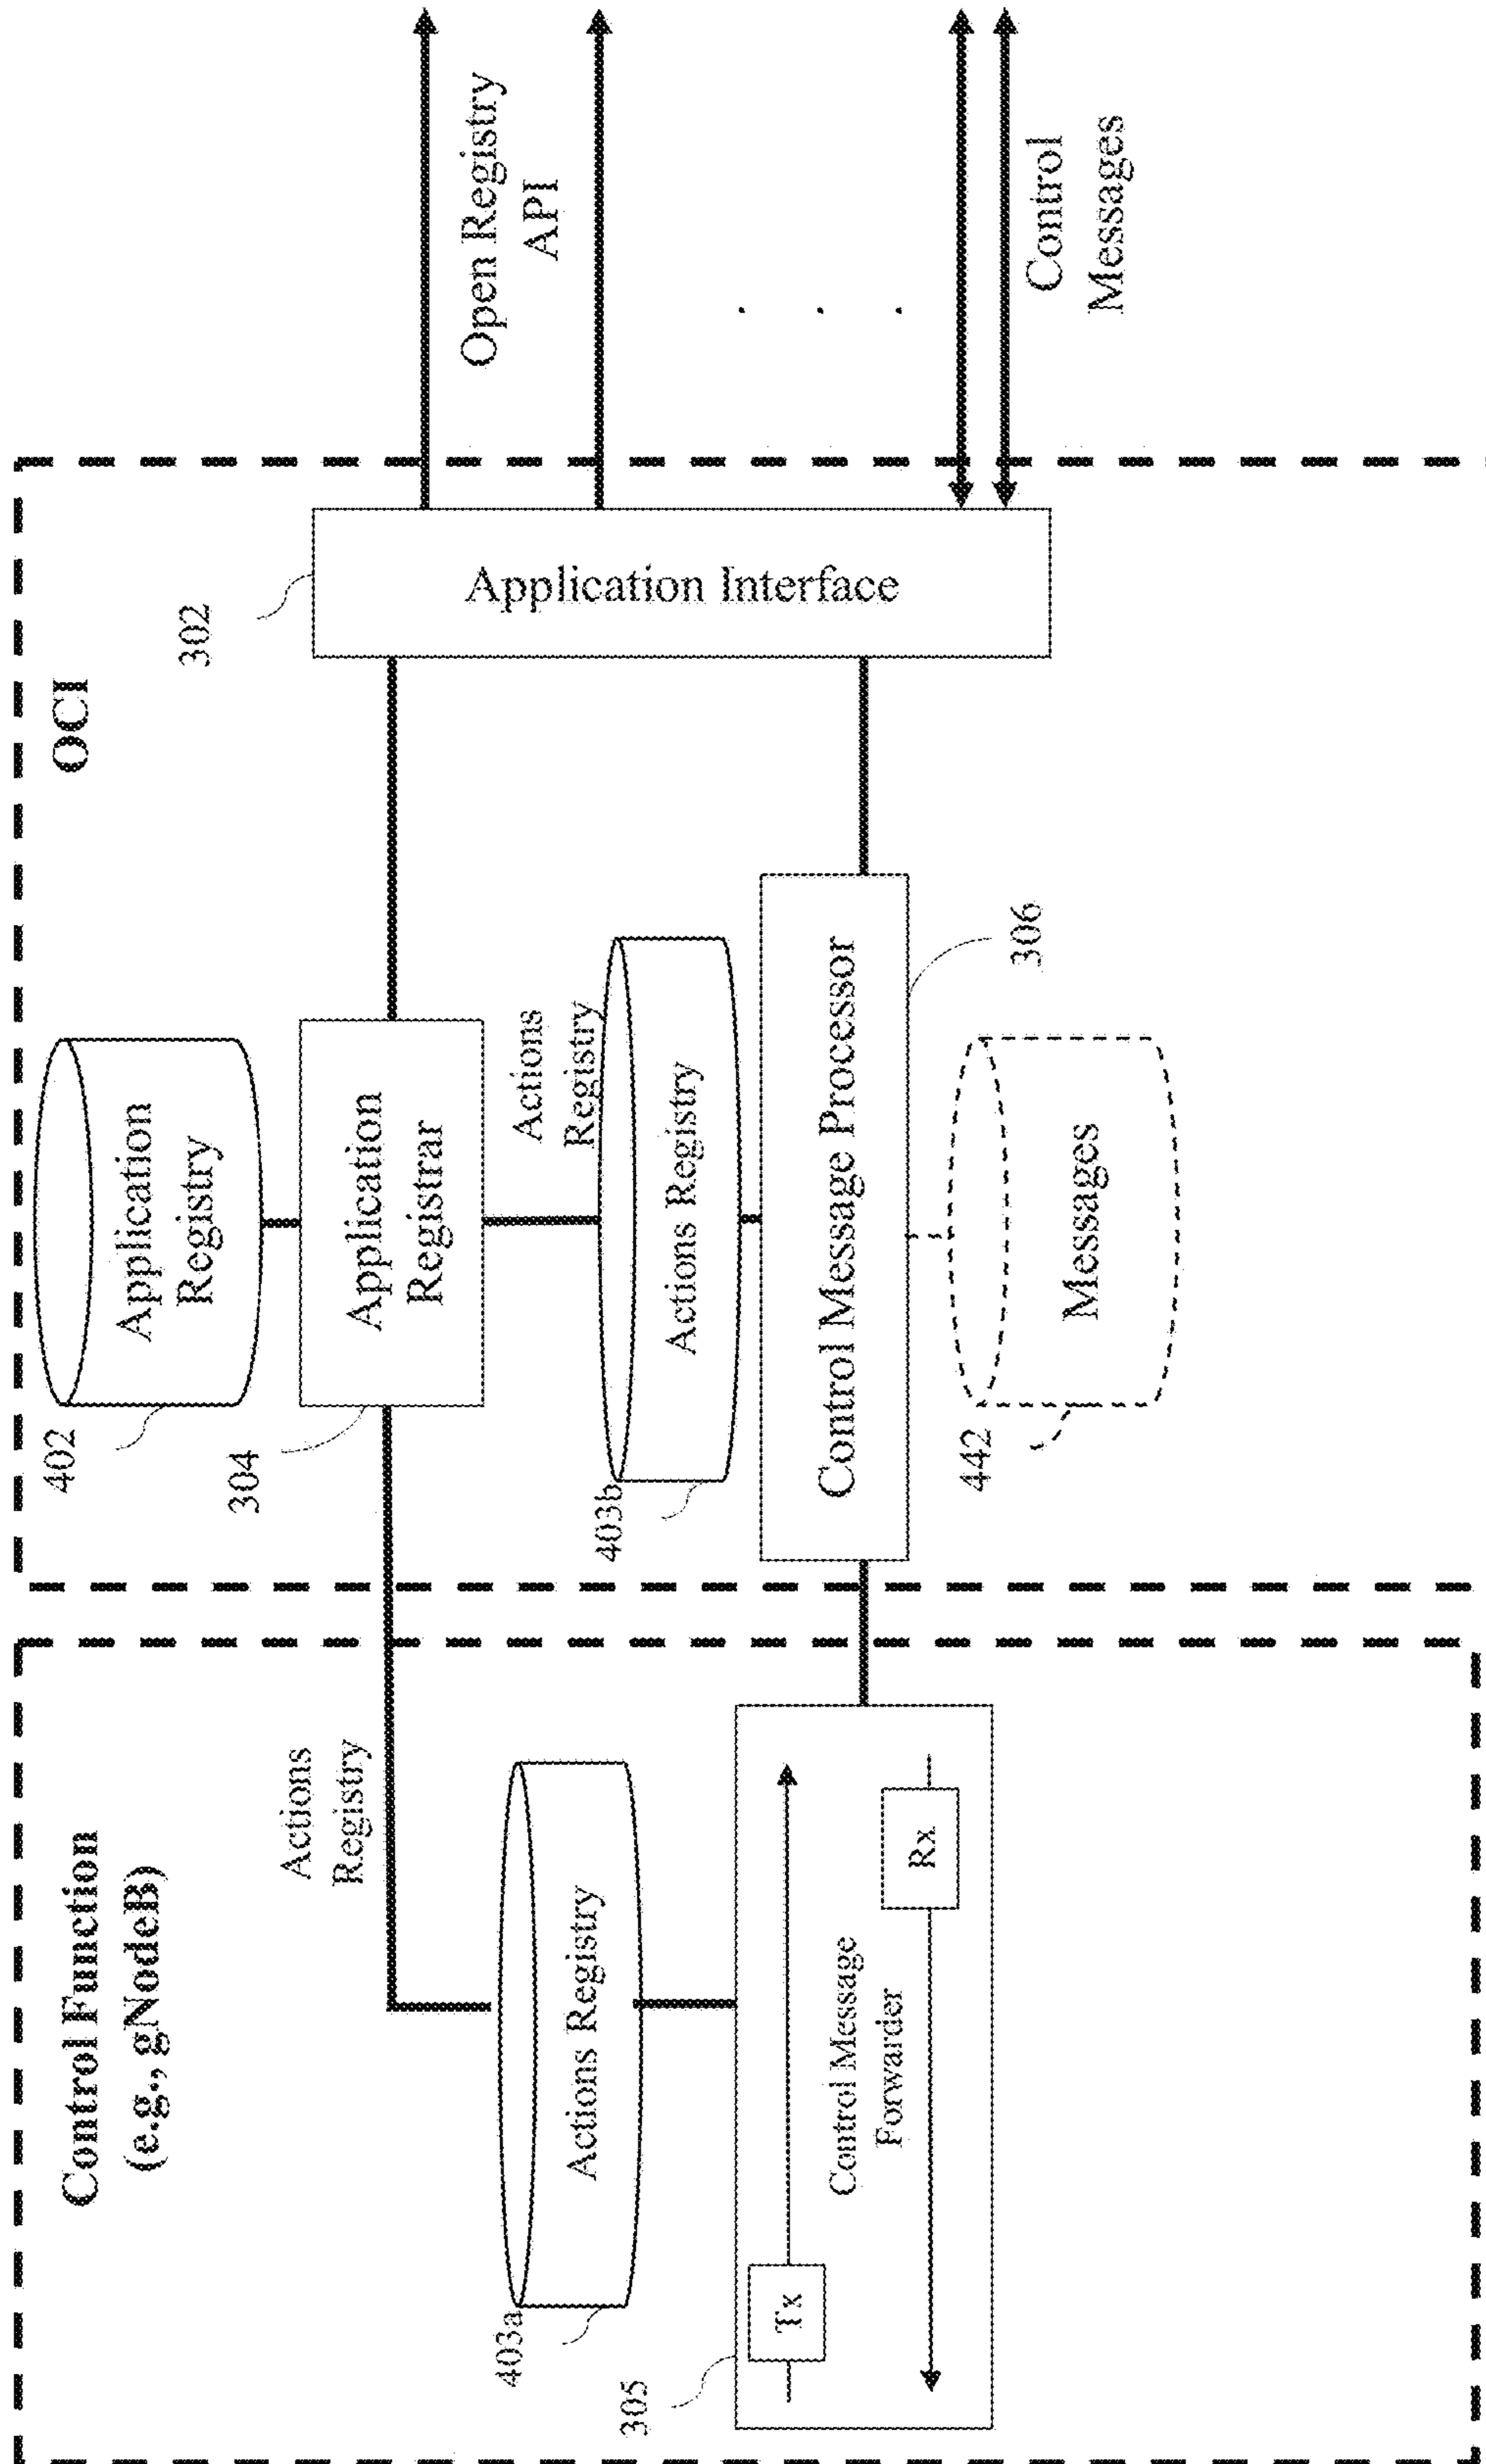 Control Function
(e.g., gNodeB)
Actions
Registry
403a
Actions Registry
305
Tx
Control Message
Forwarder
Rx
OCI
402
Application
Registry
304
Application
Registrar
Actions
Registry
403b
Actions Registry
Control Message Processor
306
442
Messages
302
Application Interface
Open Registry
API
. . .
Control
Messages